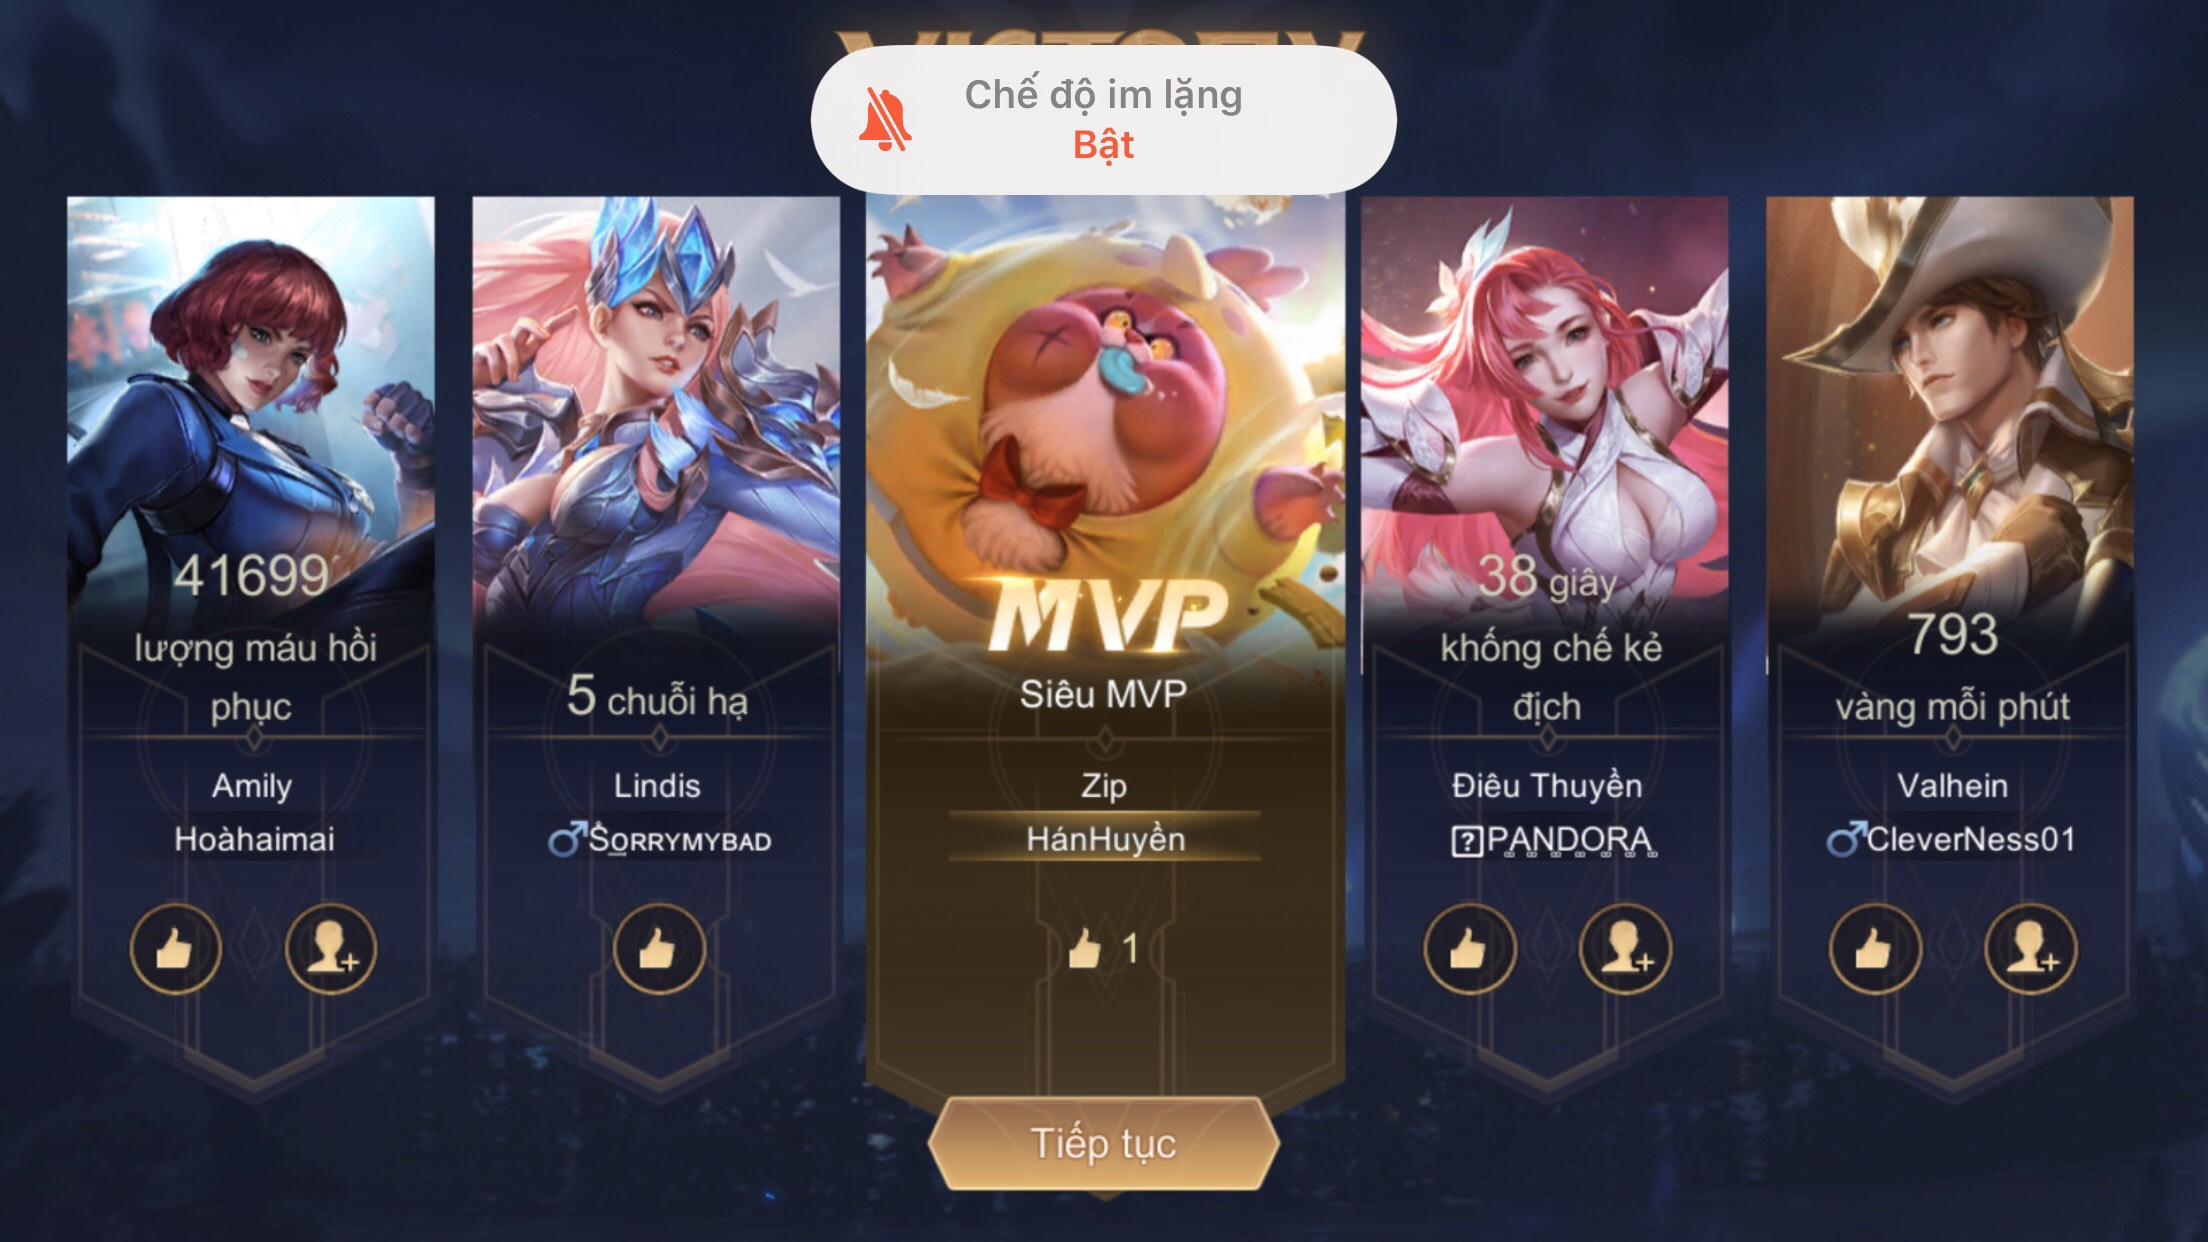 VICTORY
Chế độ im lặng
Bật
41699
lượng máu hồi
phục
Amily
Hoàhaimai
5 chuỗi hạ
Lindis
♂SORRYMYBAD
MVP
Siêu MVP
Zip
HánHuyền
1
38 giây
khống chế kẻ
địch
Điêu Thuyền
PANDORA
793
vàng mỗi phút
Valhein
♂CleverNess01
Tiếp tục